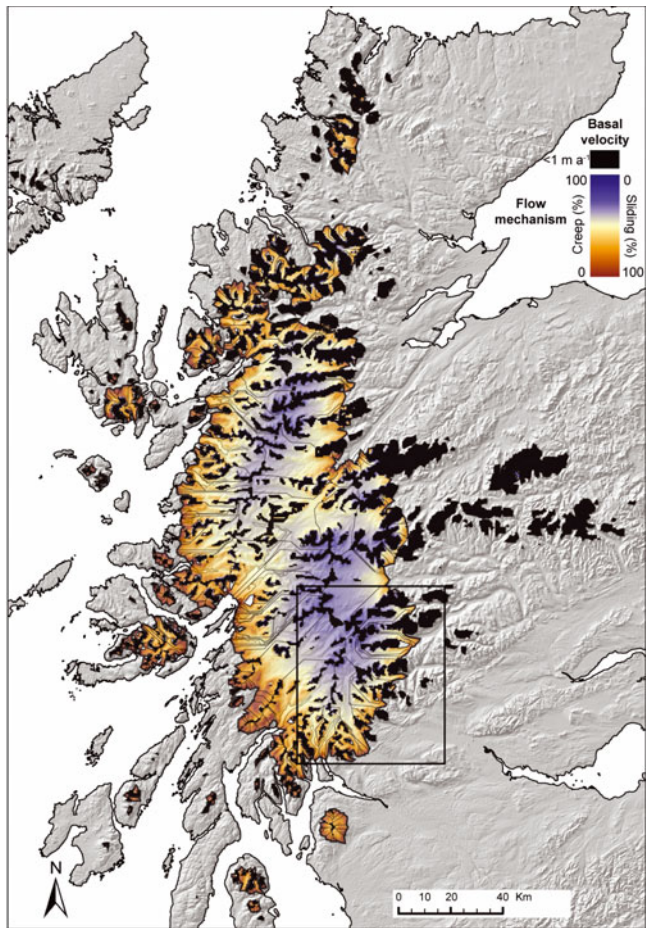 Basal
velocity
<1 m a⁻¹
100
0
Flow
mechanism
Creep (%)
Sliding (%)
0
100
N
0 10 20 40 Km